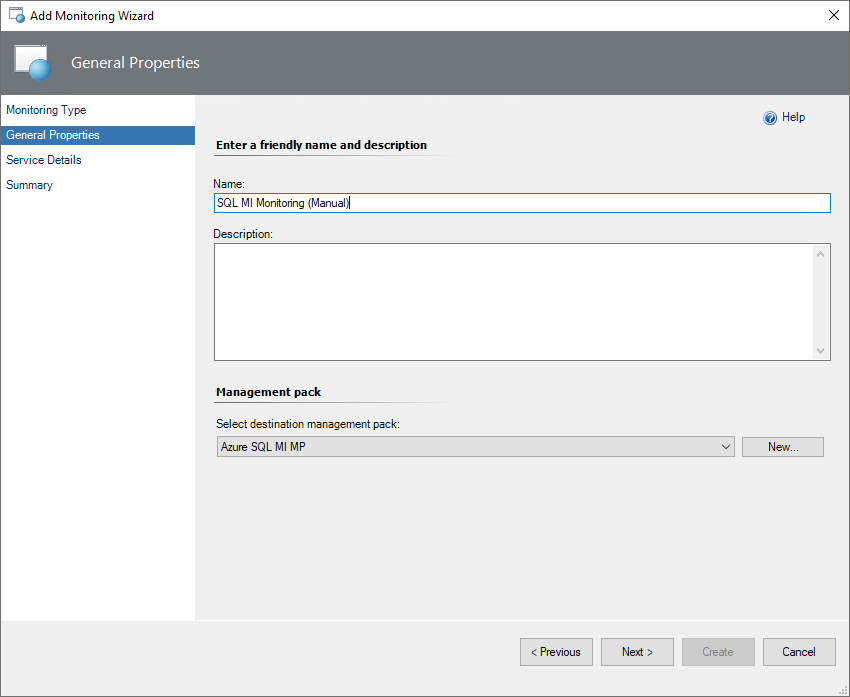 Add Monitoring Wizard
General Properties
Monitoring Type
General Properties
Service Details
Summary
Help
Enter a friendly name and description
Name:
SQL MI Monitoring (Manual)
Description:
Management pack
Select destination management pack:
Azure SQL MI MP
New...
< Previous
Next >
Create
Cancel